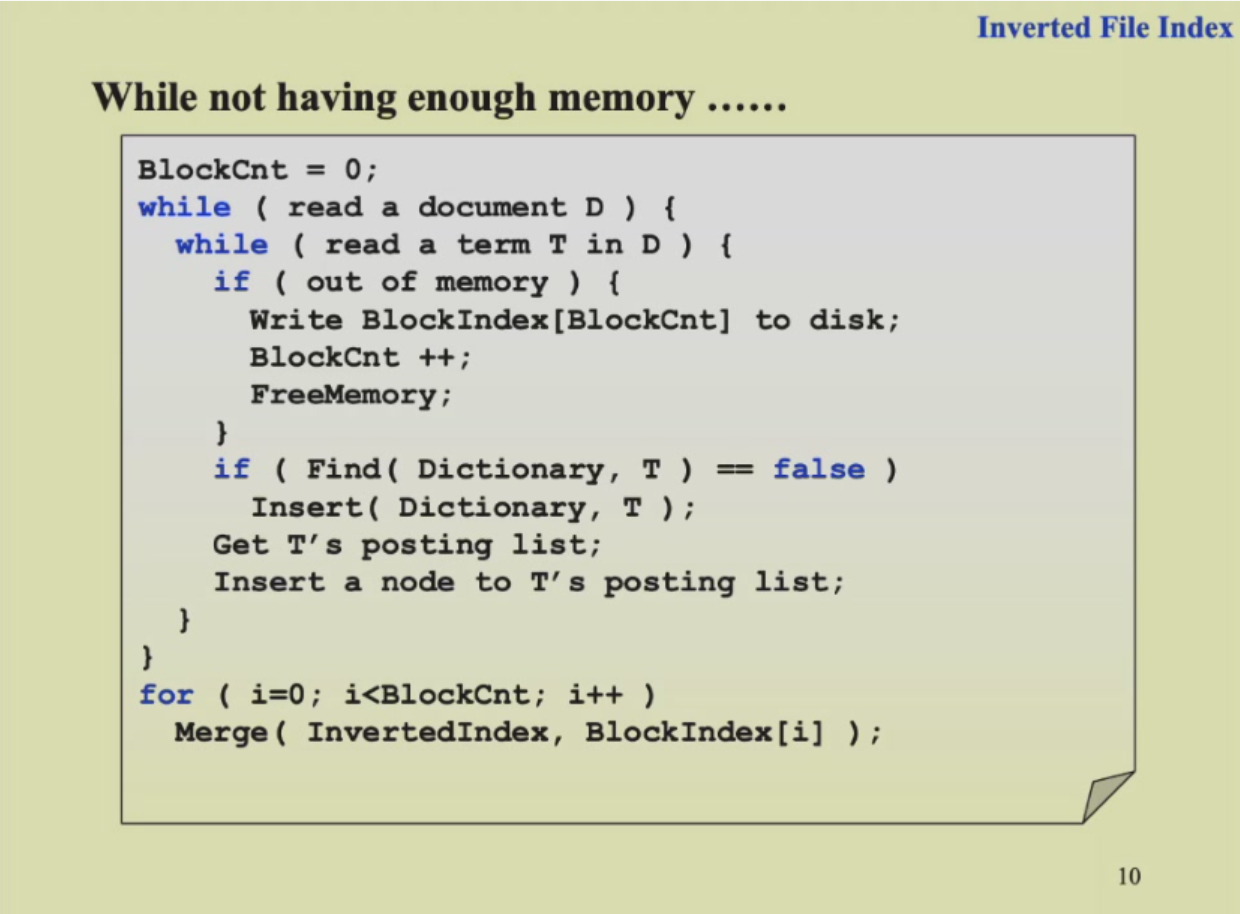 Inverted File Index
While not having enough memory ……
BlockCnt = 0;
while ( read a document D ) {
  while ( read a term T in D ) {
    if ( out of memory ) {
      Write BlockIndex[BlockCnt] to disk;
      BlockCnt ++;
      FreeMemory;
    }
    if ( Find( Dictionary, T ) == false )
      Insert( Dictionary, T );
    Get T’s posting list;
    Insert a node to T’s posting list;
  }
}
for ( i=0; i<BlockCnt; i++ )
  Merge( InvertedIndex, BlockIndex[i] );
10